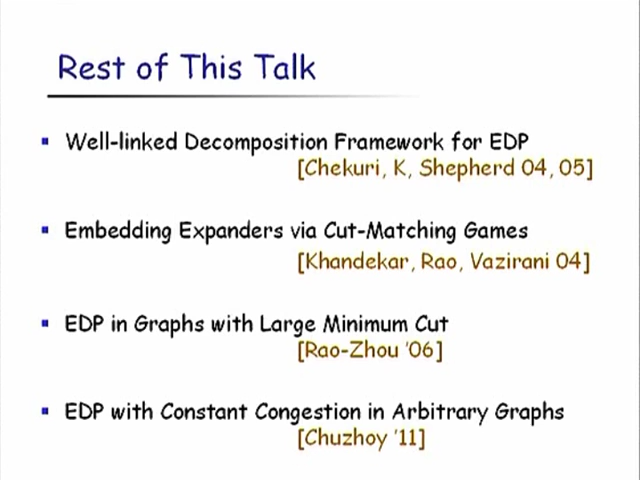 Rest of This Talk
Well-linked Decomposition Framework for EDP
[Chekuri, K, Shepherd 04, 05]
Embedding Expanders via Cut-Matching Games
[Khandekar, Rao, Vazirani 04]
EDP in Graphs with Large Minimum Cut
[Rao-Zhou '06]
EDP with Constant Congestion in Arbitrary Graphs
[Chuzhoy '11]